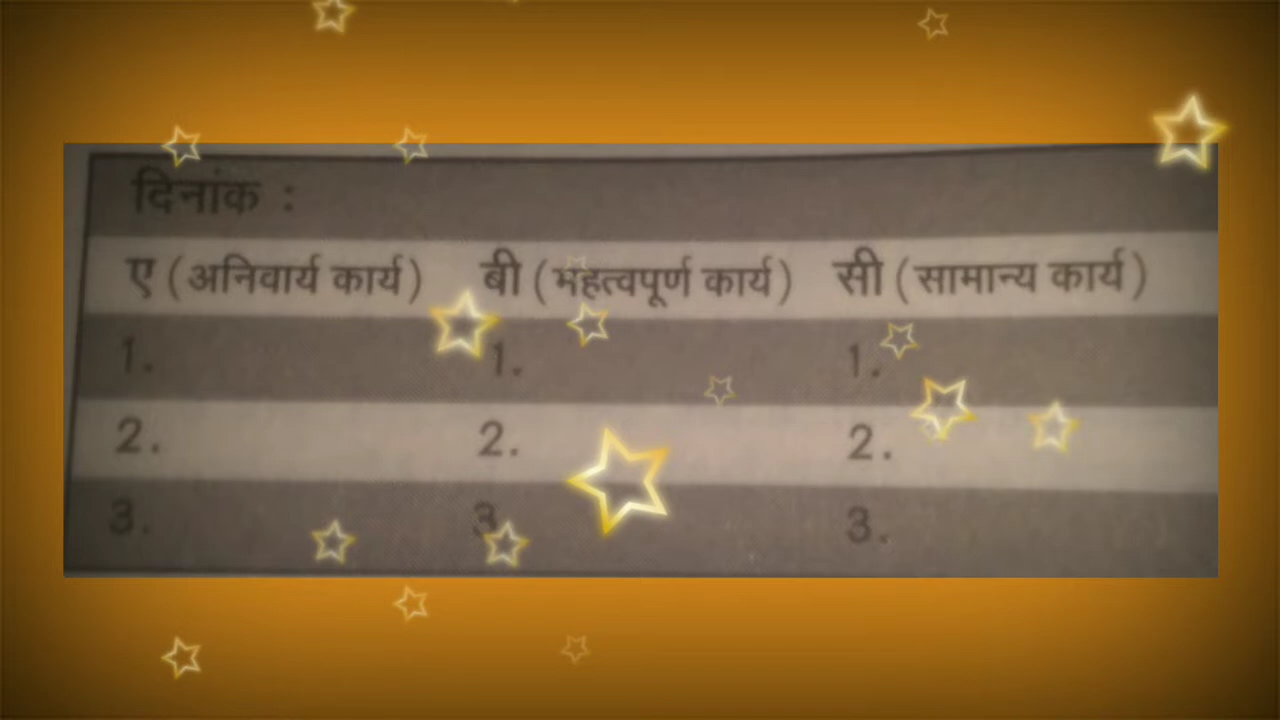 दिनांक :
ए (अनिवार्य कार्य) बी (महत्वपूर्ण कार्य) सी (सामान्य कार्य)
1. 1. 1.
2. 2. 2.
3. 3. 3.